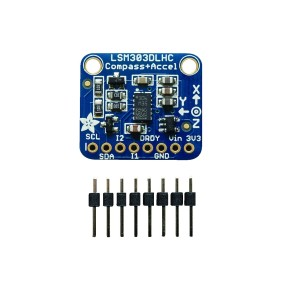 LSM303DLHC
Compass+Accel
X
Y
Z
SCL I2 DRDY Vin 3V3
SDA I1 GND